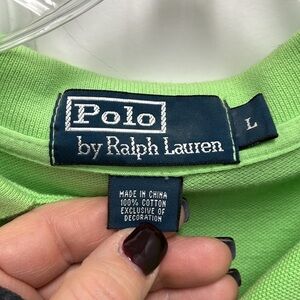 Polo
by Ralph Lauren
L
MADE IN CHINA
100% COTTON
EXCLUSIVE OF
DECORATION